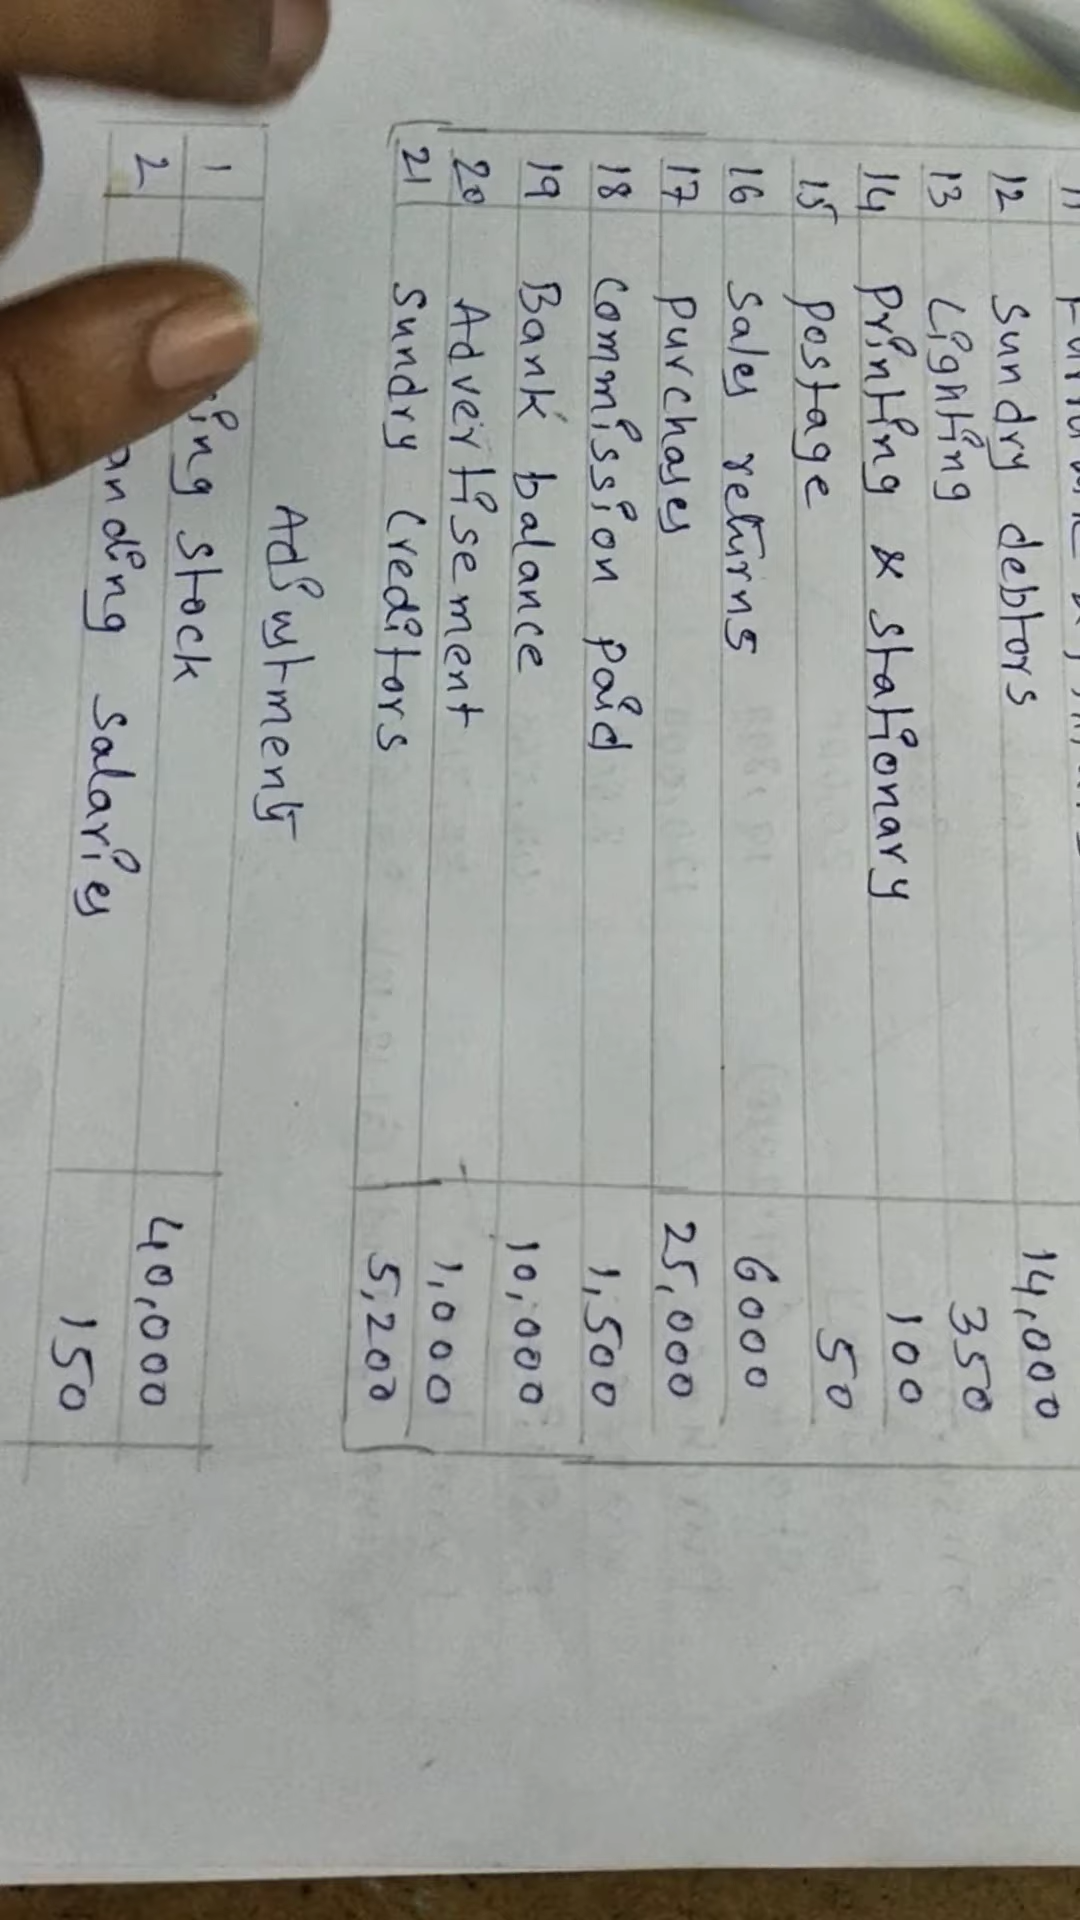 12 Sundry debtors 14,000
13 Lighting 350
14 Printing & stationary 100
15 postage 50
16 Sales returns 6000
17 purchases 25,000
18 Commission paid 1,500
19 Bank balance 10,000
20 Advertisement 1,000
21 Sundry Creditors 5,200
Adjustments
1 ing stock 40,000
2 anding salaries 150